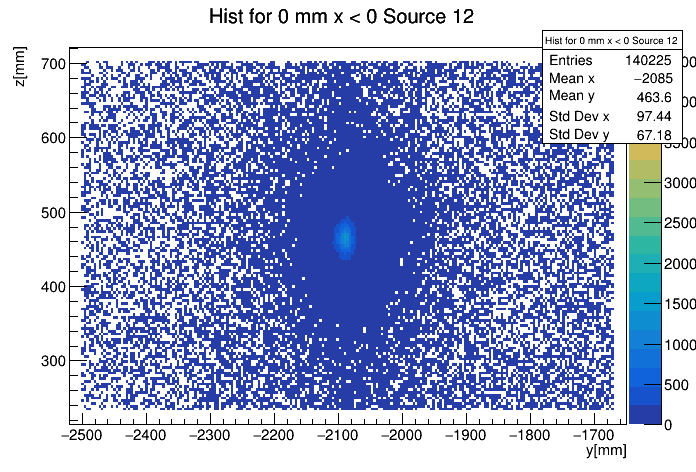 Hist for 0 mm x < 0 Source 12
Hist for 0 mm x < 0 Source 12
Entries 140225
Mean x −2085
Mean y 463.6
Std Dev x 97.44
Std Dev y 67.18
z[mm]
700
600
500
400
300
−2500 −2400 −2300 −2200 −2100 −2000 −1900 −1800 −1700
y[mm]
3000
2500
2000
1500
1000
500
0